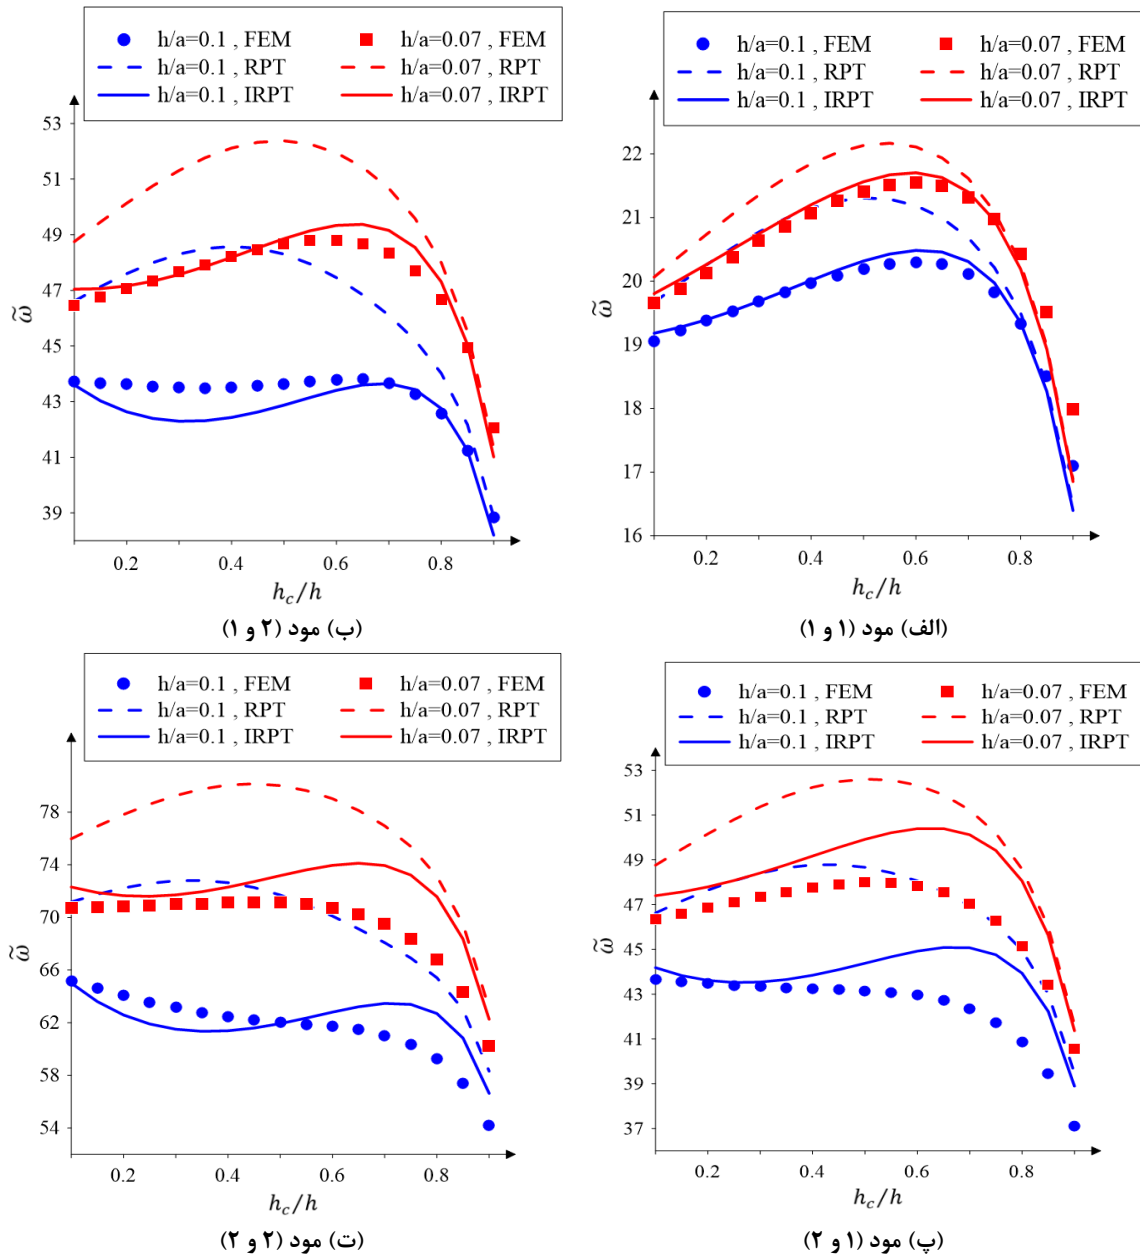 h/a=0.1 , FEM
h/a=0.07 , FEM
h/a=0.1 , RPT
h/a=0.07 , RPT
h/a=0.1 , IRPT
h/a=0.07 , IRPT
22
21
20
19
18
17
16
ω̃
0.2 0.4 0.6 0.8
h_c/h
(الف) مود (۱ و ۱)
h/a=0.1 , FEM
h/a=0.07 , FEM
h/a=0.1 , RPT
h/a=0.07 , RPT
h/a=0.1 , IRPT
h/a=0.07 , IRPT
53
51
49
47
45
43
41
39
ω̃
0.2 0.4 0.6 0.8
h_c/h
(ب) مود (۲ و ۱)
h/a=0.1 , FEM
h/a=0.07 , FEM
h/a=0.1 , RPT
h/a=0.07 , RPT
h/a=0.1 , IRPT
h/a=0.07 , IRPT
53
51
49
47
45
43
41
39
37
ω̃
0.2 0.4 0.6 0.8
h_c/h
(پ) مود (۱ و ۲)
h/a=0.1 , FEM
h/a=0.07 , FEM
h/a=0.1 , RPT
h/a=0.07 , RPT
h/a=0.1 , IRPT
h/a=0.07 , IRPT
78
74
70
66
62
58
54
ω̃
0.2 0.4 0.6 0.8
h_c/h
(ت) مود (۲ و ۲)